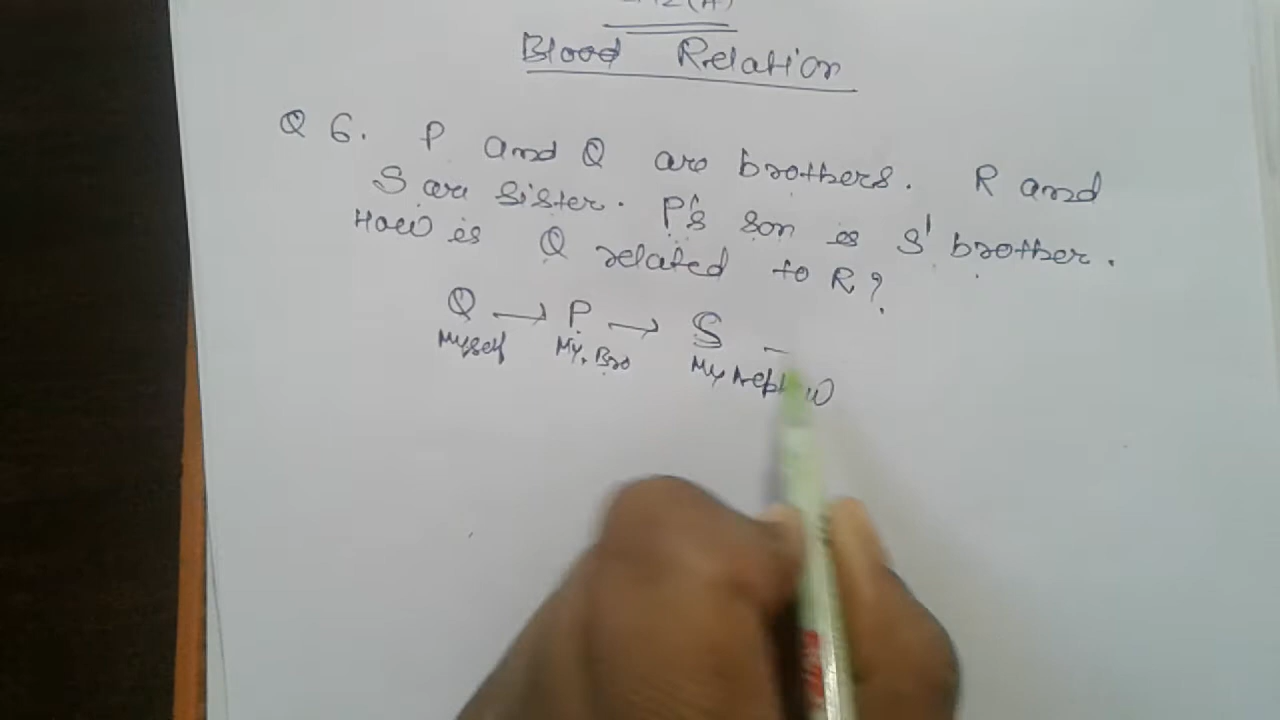 Blood Relation
Q 6. P and Q are brothers. R and
S are sister. P's son is S' brother.
How is Q related to R?
Q → P → S –
Myself My Bro My